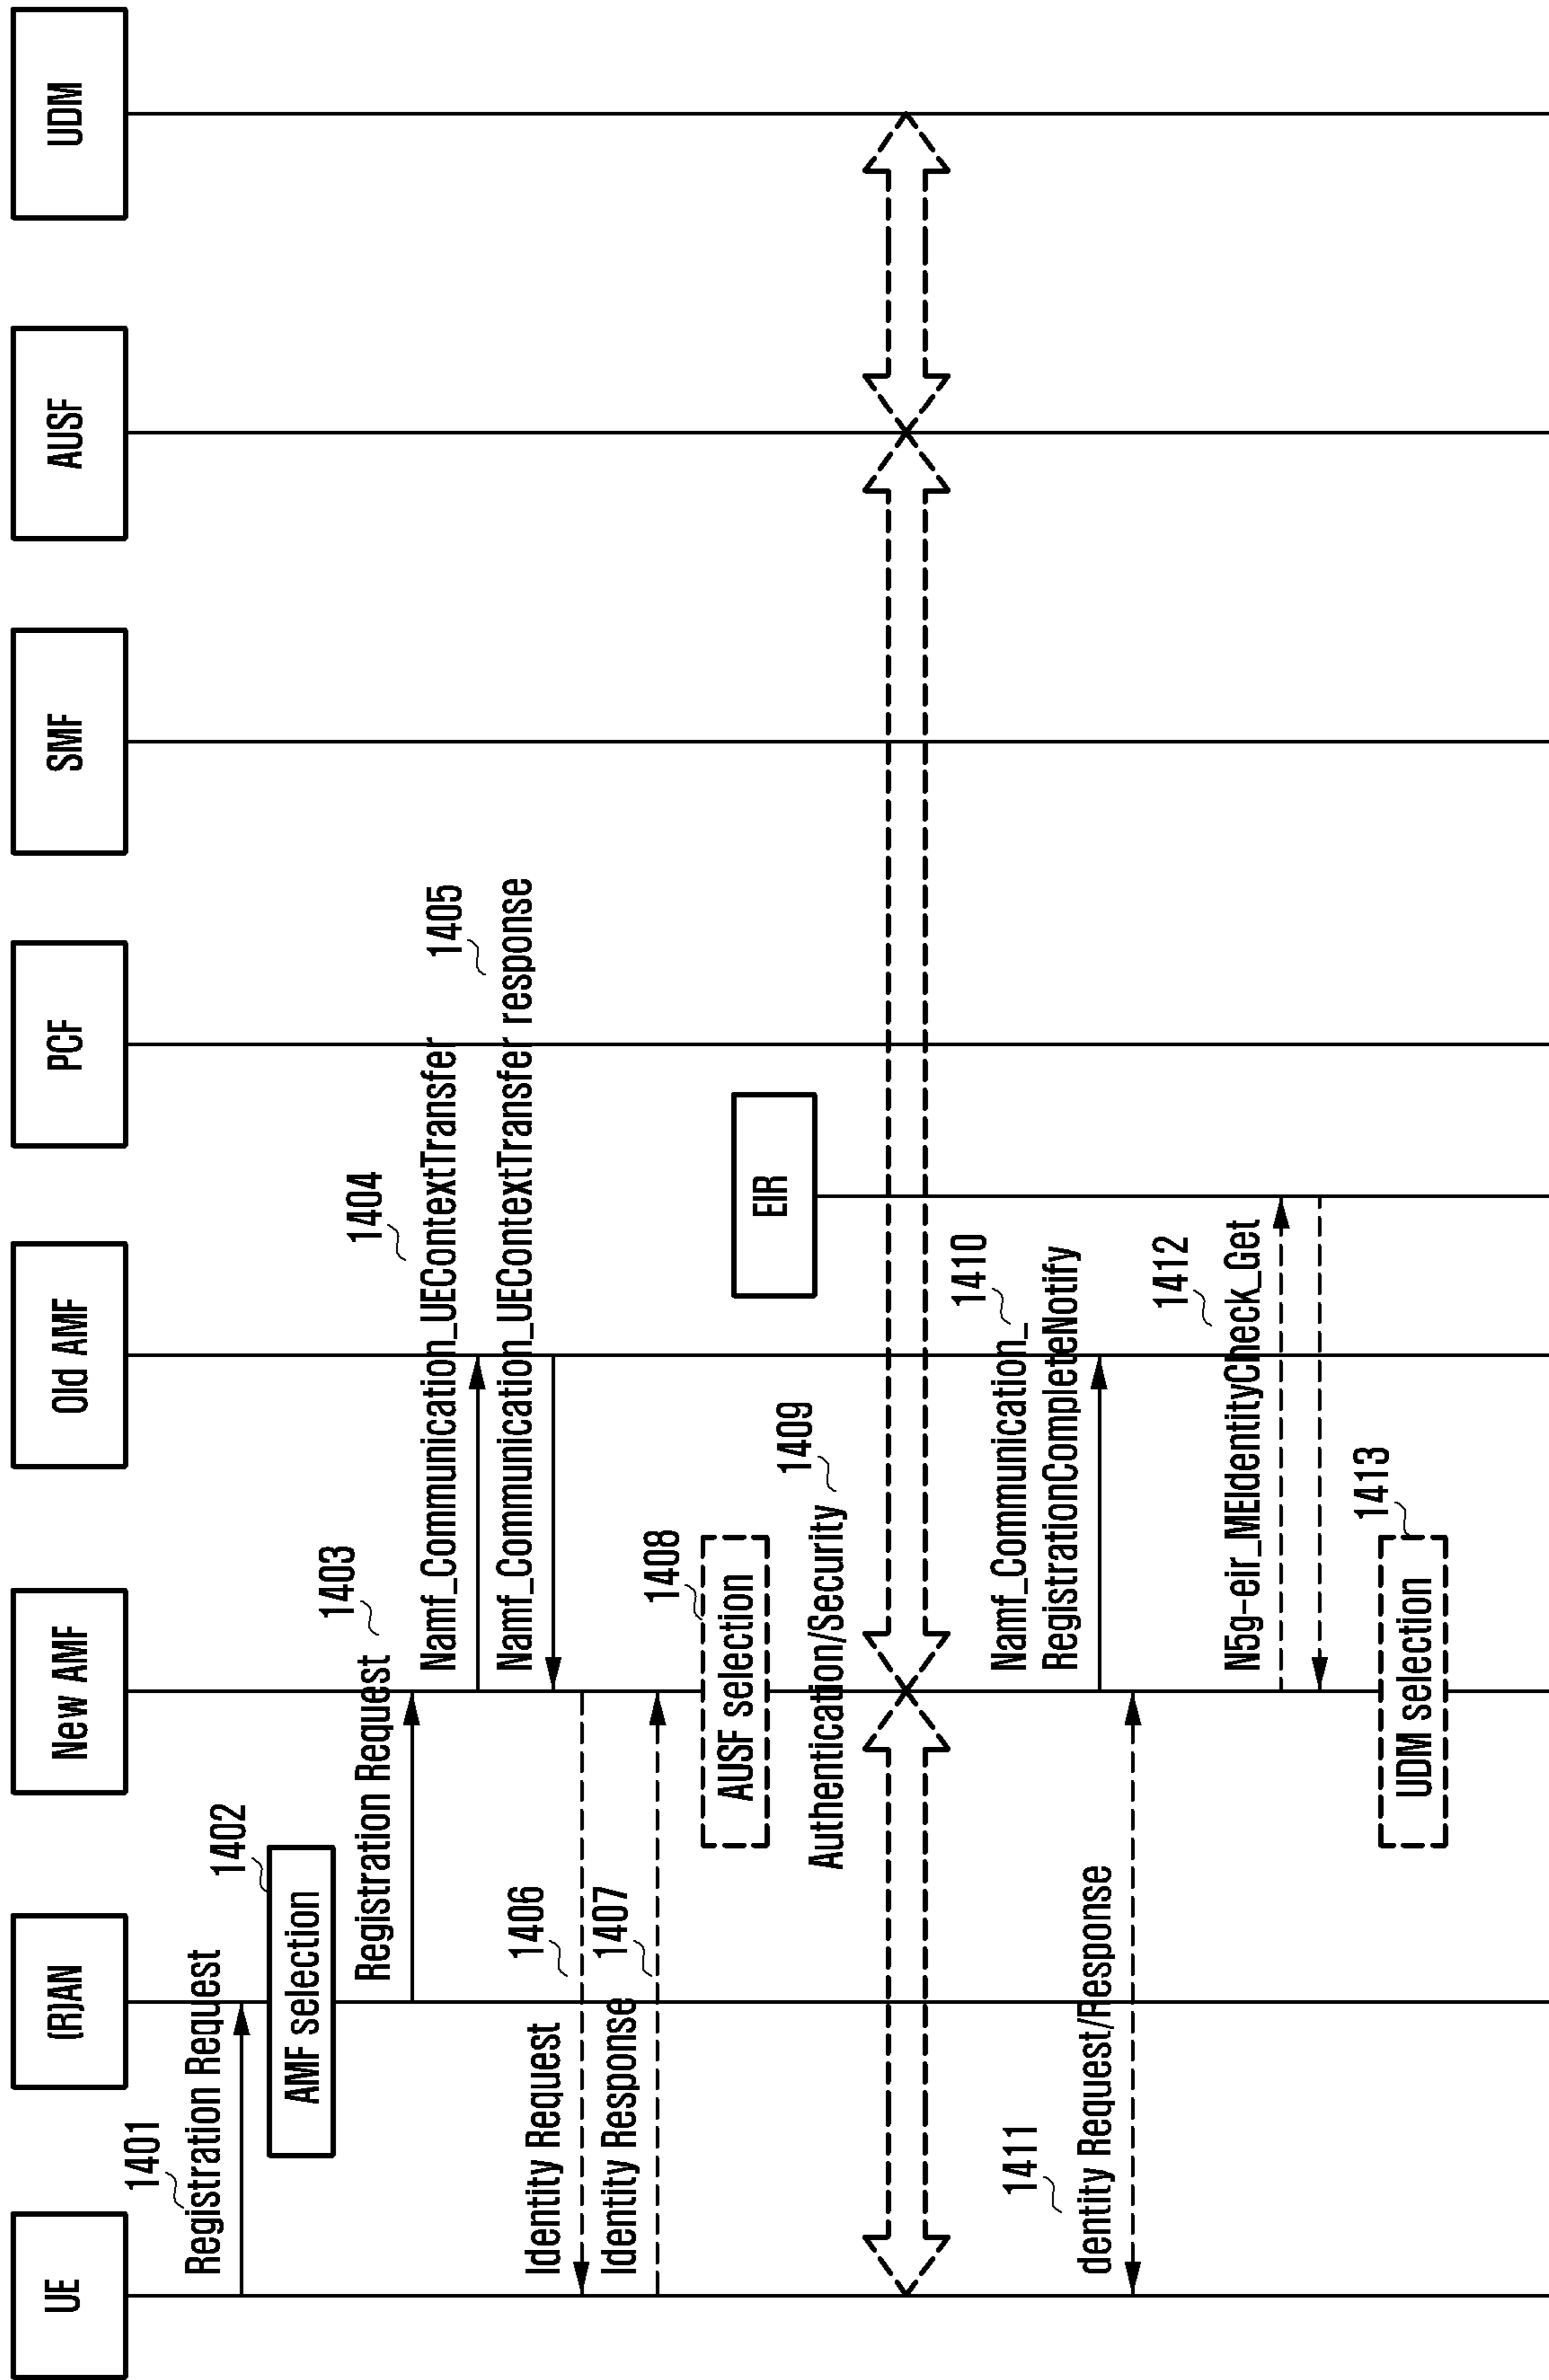 UE
(R)AN
New AMF
Old AMF
PCF
SMF
AUSF
UDM
1401
Registration Request
1402
AMF selection
1403
Registration Request
1404
Namf_Communication_UEContextTransfer
1405
Namf_Communication_UEContextTransfer response
1406
Identity Request
1407
Identity Response
1408
AUSF selection
EIR
1409
Authentication/Security
1410
Namf_Communication_
RegistrationCompleteNotify
1411
dentity Request/Response
1412
N5g-eir_MEIdentityCheck_Get
1413
UDM selection